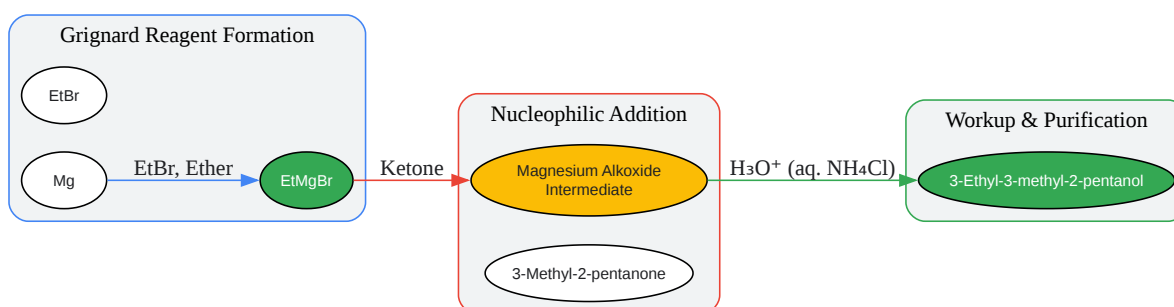 Grignard Reagent Formation
EtBr
Mg
EtBr, Ether
EtMgBr
Ketone
Nucleophilic Addition
Magnesium Alkoxide
Intermediate
3-Methyl-2-pentanone
H₃O⁺ (aq. NH₄Cl)
Workup & Purification
3-Ethyl-3-methyl-2-pentanol